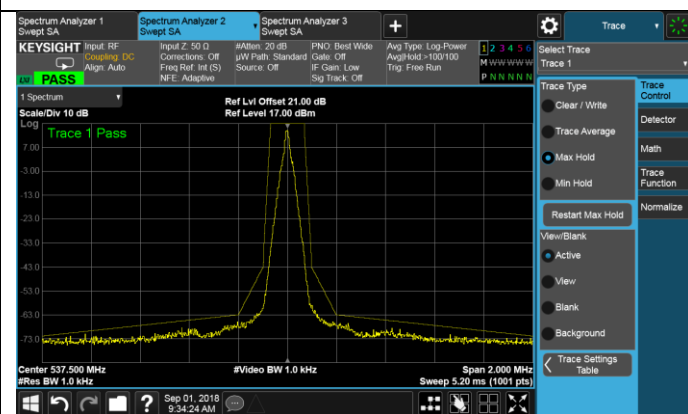 Spectrum Analyzer 1
Swept SA
Spectrum Analyzer 2
Swept SA
Spectrum Analyzer 3
Swept SA
+
Trace
KEYSIGHT
Input: RF
Coupling: DC
Align: Auto
Input Z: 50 Ω
Corrections: Off
Freq Ref: Int (S)
NFE: Adaptive
#Atten: 20 dB
µW Path: Standard
Source: Off
PNO: Best Wide
Gate: Off
IF Gain: Low
Sig Track: Off
Avg Type: Log-Power
Avg|Hold:>100/100
Trig: Free Run
1 2 3 4 5 6
M W W W W W
P N N N N N
LXI PASS
Select Trace
Trace 1
1 Spectrum
Scale/Div 10 dB
Ref Lvl Offset 21.00 dB
Ref Level 17.00 dBm
Log
Trace 1 Pass
7.00
-3.00
-13.0
-23.0
-33.0
-43.0
-53.0
-63.0
-73.0
Center 537.500 MHz
#Res BW 1.0 kHz
#Video BW 1.0 kHz
Span 2.000 MHz
Sweep 5.20 ms (1001 pts)
Trace Type
Clear / Write
Trace Average
Max Hold
Min Hold
Restart Max Hold
View/Blank
Active
View
Blank
Background
Trace Settings
Table
Trace
Control
Detector
Math
Trace
Function
Normalize
?
Sep 01, 2018
9:34:24 AM